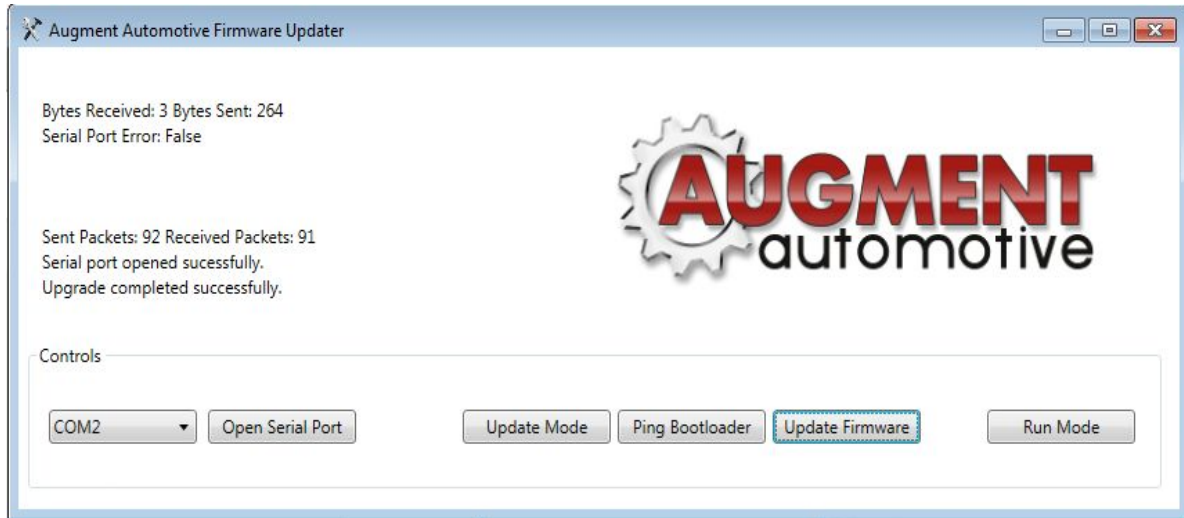 Augment Automotive Firmware Updater
Bytes Received: 3 Bytes Sent: 264
Serial Port Error: False
AUGMENT
automotive
Sent Packets: 92 Received Packets: 91
Serial port opened sucessfully.
Upgrade completed successfully.
Controls
COM2
Open Serial Port
Update Mode
Ping Bootloader
Update Firmware
Run Mode